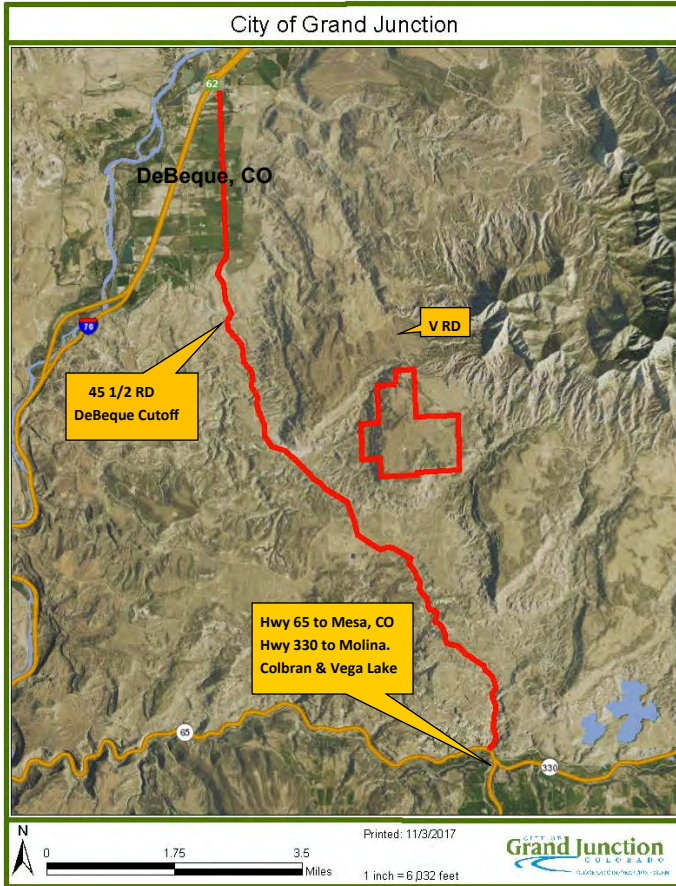 City of Grand Junction
62
DeBeque, CO
70
V RD
45 1/2 RD
DeBeque Cutoff
Hwy 65 to Mesa, CO
Hwy 330 to Molina.
Colbran & Vega Lake
65
330
N
0 1.75 3.5
Miles
Printed: 11/3/2017
1 inch = 6,032 feet
CITY OF
Grand Junction
COLORADO